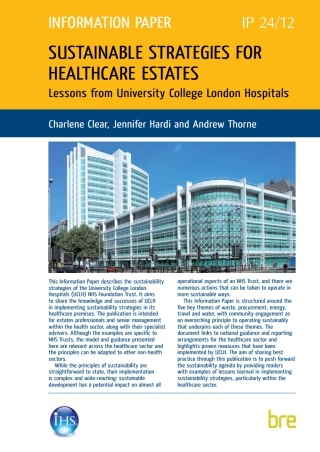 INFORMATION PAPER
IP 24/12
SUSTAINABLE STRATEGIES FOR
HEALTHCARE ESTATES
Lessons from University College London Hospitals
Charlene Clear, Jennifer Hardi and Andrew Thorne
This Information Paper describes the sustainability
strategies of the University College London
Hospitals (UCLH) NHS Foundation Trust. It aims
to share the knowledge and successes of UCLH
in implementing sustainability strategies in its
healthcare premises. The publication is intended
for estates professionals and senior management
within the health sector, along with their specialist
advisers. Although the examples are specific to
NHS Trusts, the model and guidance presented
here are relevant across the healthcare sector and
the principles can be adapted to other non-health
sectors.
While the principles of sustainability are
straightforward to state, their implementation
is complex and wide-reaching: sustainable
development has a potential impact on almost all
operational aspects of an NHS Trust, and there are
numerous actions that can be taken to operate in
more sustainable ways.
This Information Paper is structured around the
five key themes of waste, procurement, energy,
travel and water, with community engagement as
an overarching principle to operating sustainably
that underpins each of these themes. The
document links to national guidance and reporting
arrangements for the healthcare sector and
highlights proven measures that have been
implemented by UCLH. The aim of sharing best
practice through this publication is to push forward
the sustainability agenda by providing readers
with examples of lessons learned in implementing
sustainability strategies, particularly within the
healthcare sector.
IHS
bre